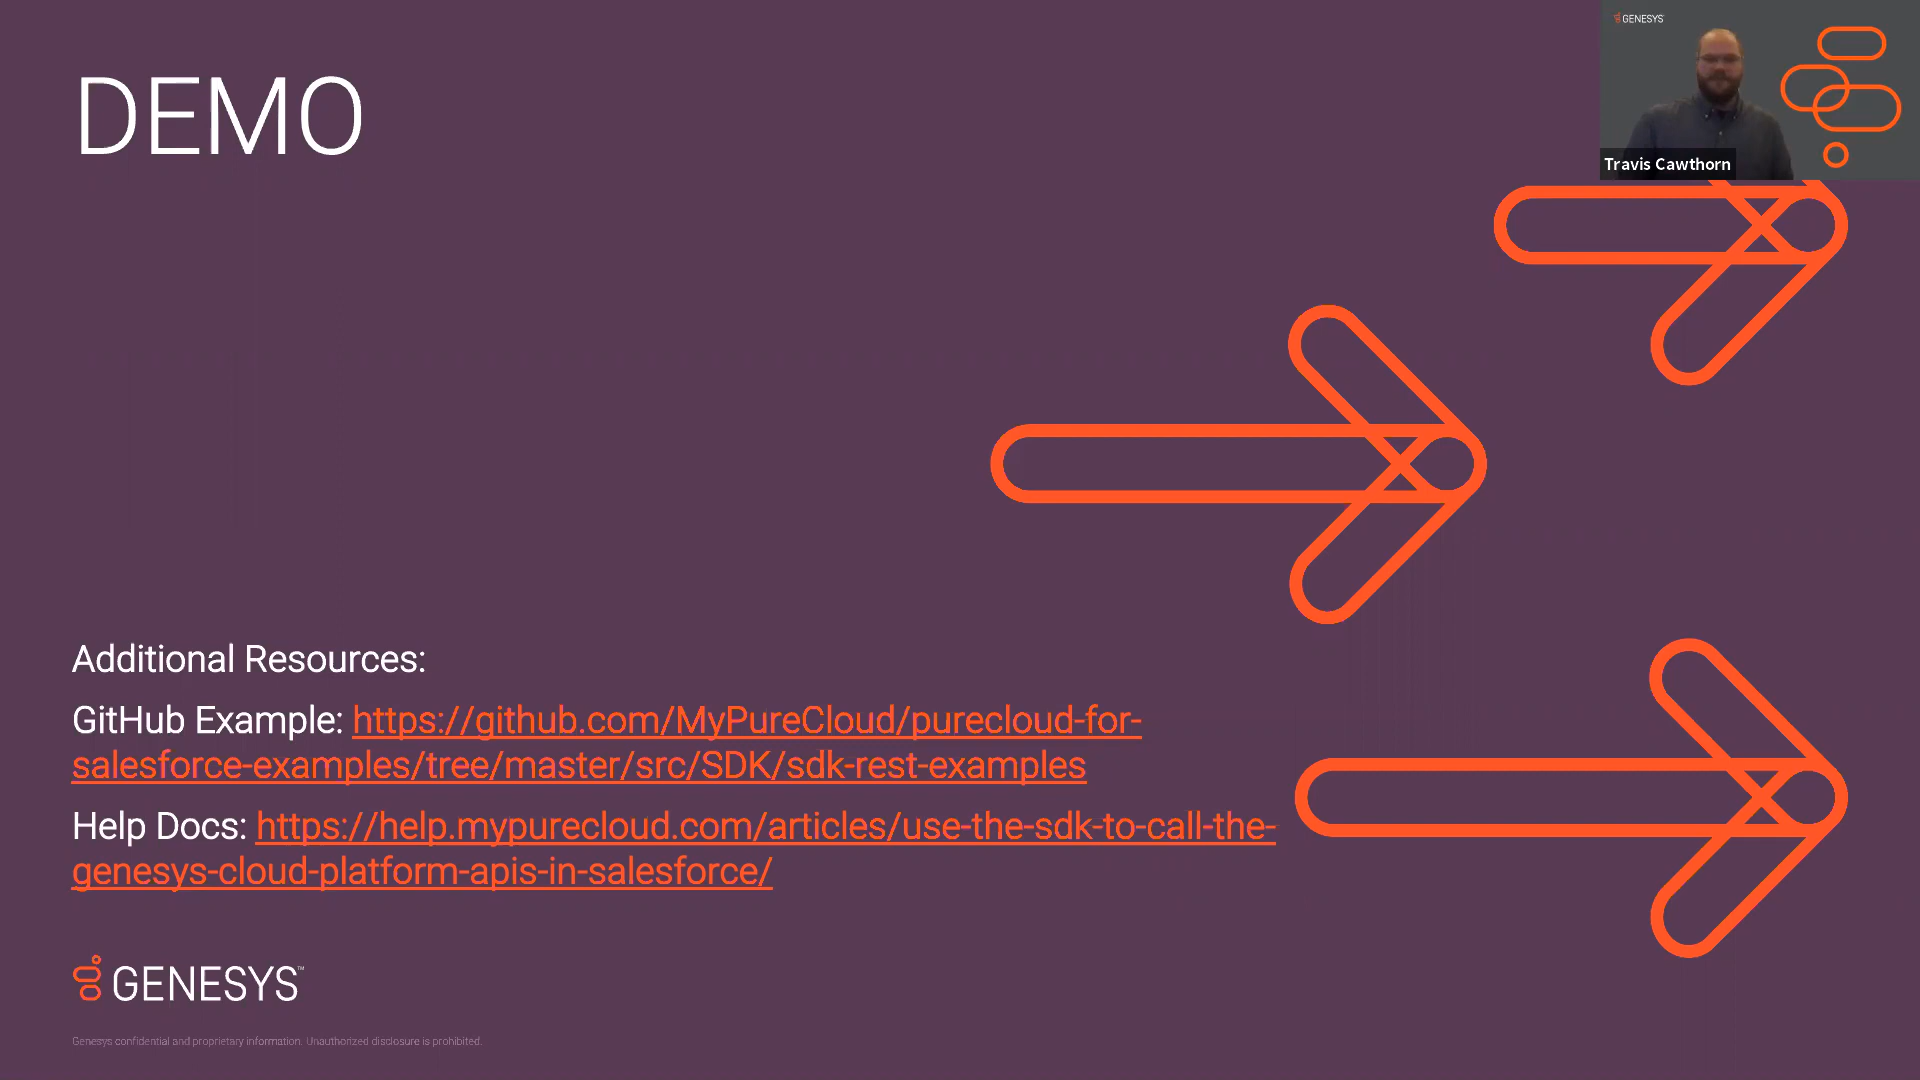 DEMO
GENESYS
Travis Cawthorn
Additional Resources:
GitHub Example: https://github.com/MyPureCloud/purecloud-for-
salesforce-examples/tree/master/src/SDK/sdk-rest-examples
Help Docs: https://help.mypurecloud.com/articles/use-the-sdk-to-call-the-
genesys-cloud-platform-apis-in-salesforce/
GENESYS™
Genesys confidential and proprietary information. Unauthorized disclosure is prohibited.